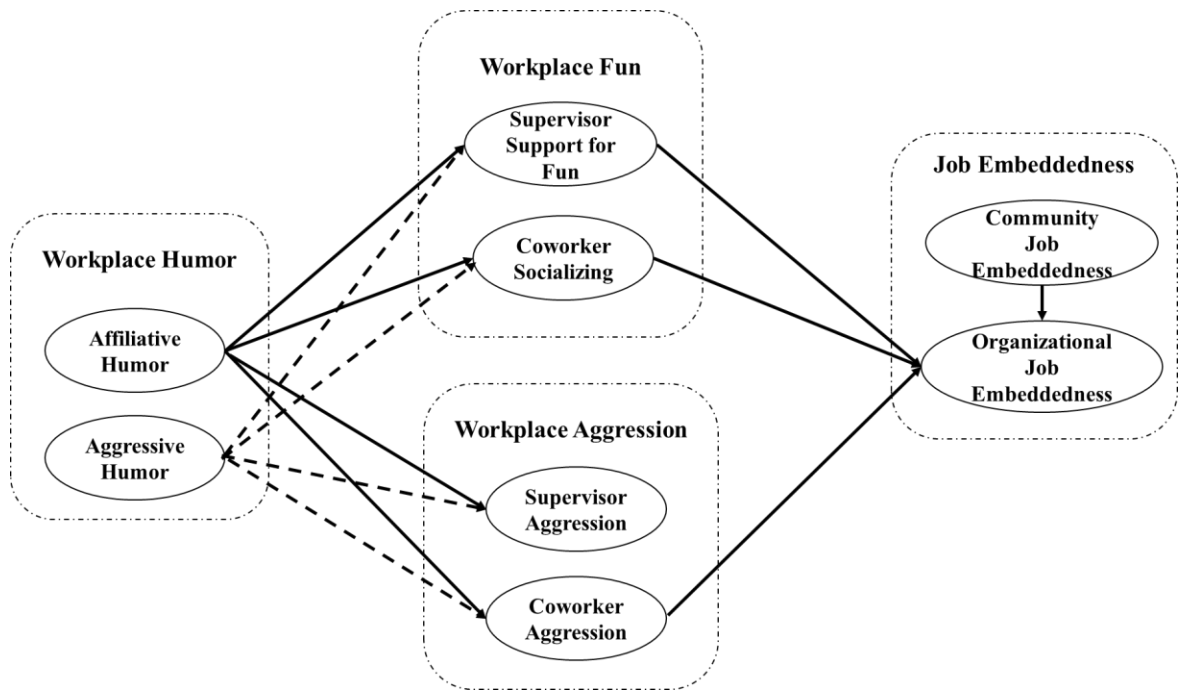 Workplace Humor
Affiliative
Humor
Aggressive
Humor
Workplace Fun
Supervisor
Support for
Fun
Coworker
Socializing
Workplace Aggression
Supervisor
Aggression
Coworker
Aggression
Job Embeddedness
Community
Job
Embeddedness
Organizational
Job
Embeddedness